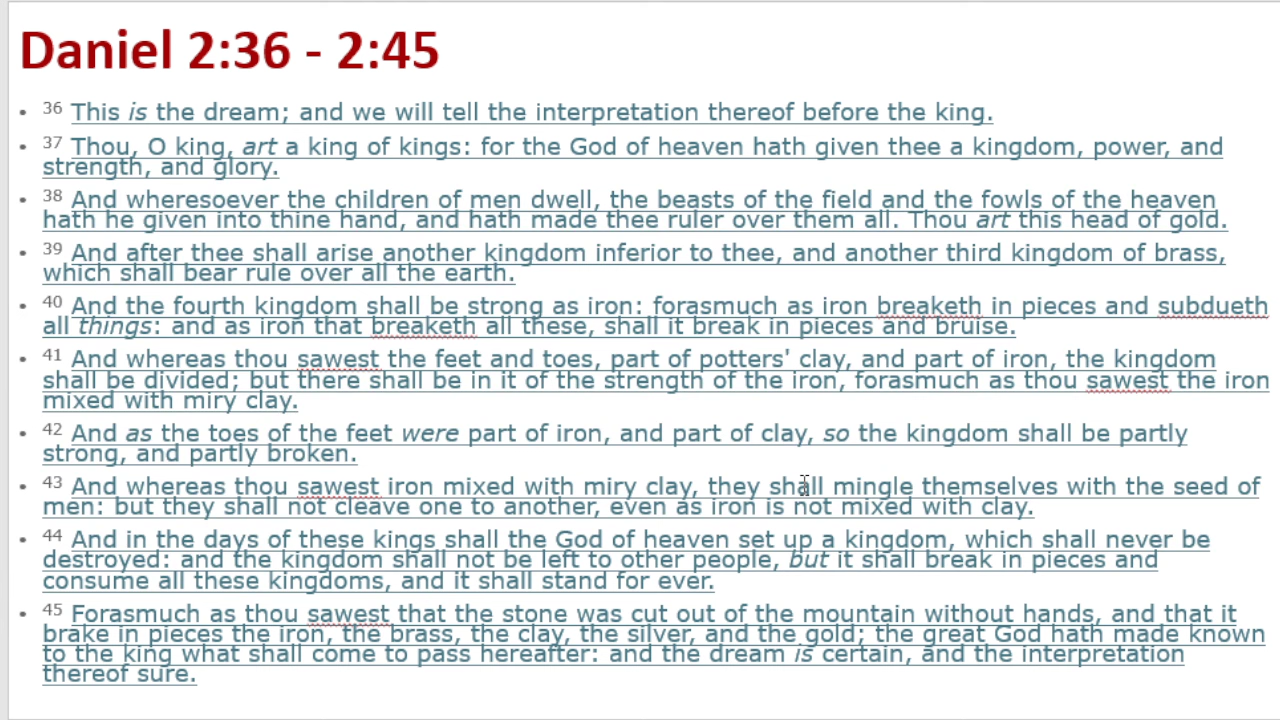 Daniel 2:36 - 2:45
• 36 This is the dream; and we will tell the interpretation thereof before the king.
• 37 Thou, O king, art a king of kings: for the God of heaven hath given thee a kingdom, power, and
strength, and glory.
• 38 And wheresoever the children of men dwell, the beasts of the field and the fowls of the heaven
hath he given into thine hand, and hath made thee ruler over them all. Thou art this head of gold.
• 39 And after thee shall arise another kingdom inferior to thee, and another third kingdom of brass,
which shall bear rule over all the earth.
• 40 And the fourth kingdom shall be strong as iron: forasmuch as iron breaketh in pieces and subdueth
all things: and as iron that breaketh all these, shall it break in pieces and bruise.
• 41 And whereas thou sawest the feet and toes, part of potters' clay, and part of iron, the kingdom
shall be divided; but there shall be in it of the strength of the iron, forasmuch as thou sawest the iron
mixed with miry clay.
• 42 And as the toes of the feet were part of iron, and part of clay, so the kingdom shall be partly
strong, and partly broken.
• 43 And whereas thou sawest iron mixed with miry clay, they shall mingle themselves with the seed of
men: but they shall not cleave one to another, even as iron is not mixed with clay.
• 44 And in the days of these kings shall the God of heaven set up a kingdom, which shall never be
destroyed: and the kingdom shall not be left to other people, but it shall break in pieces and
consume all these kingdoms, and it shall stand for ever.
• 45 Forasmuch as thou sawest that the stone was cut out of the mountain without hands, and that it
brake in pieces the iron, the brass, the clay, the silver, and the gold; the great God hath made known
to the king what shall come to pass hereafter: and the dream is certain, and the interpretation
thereof sure.